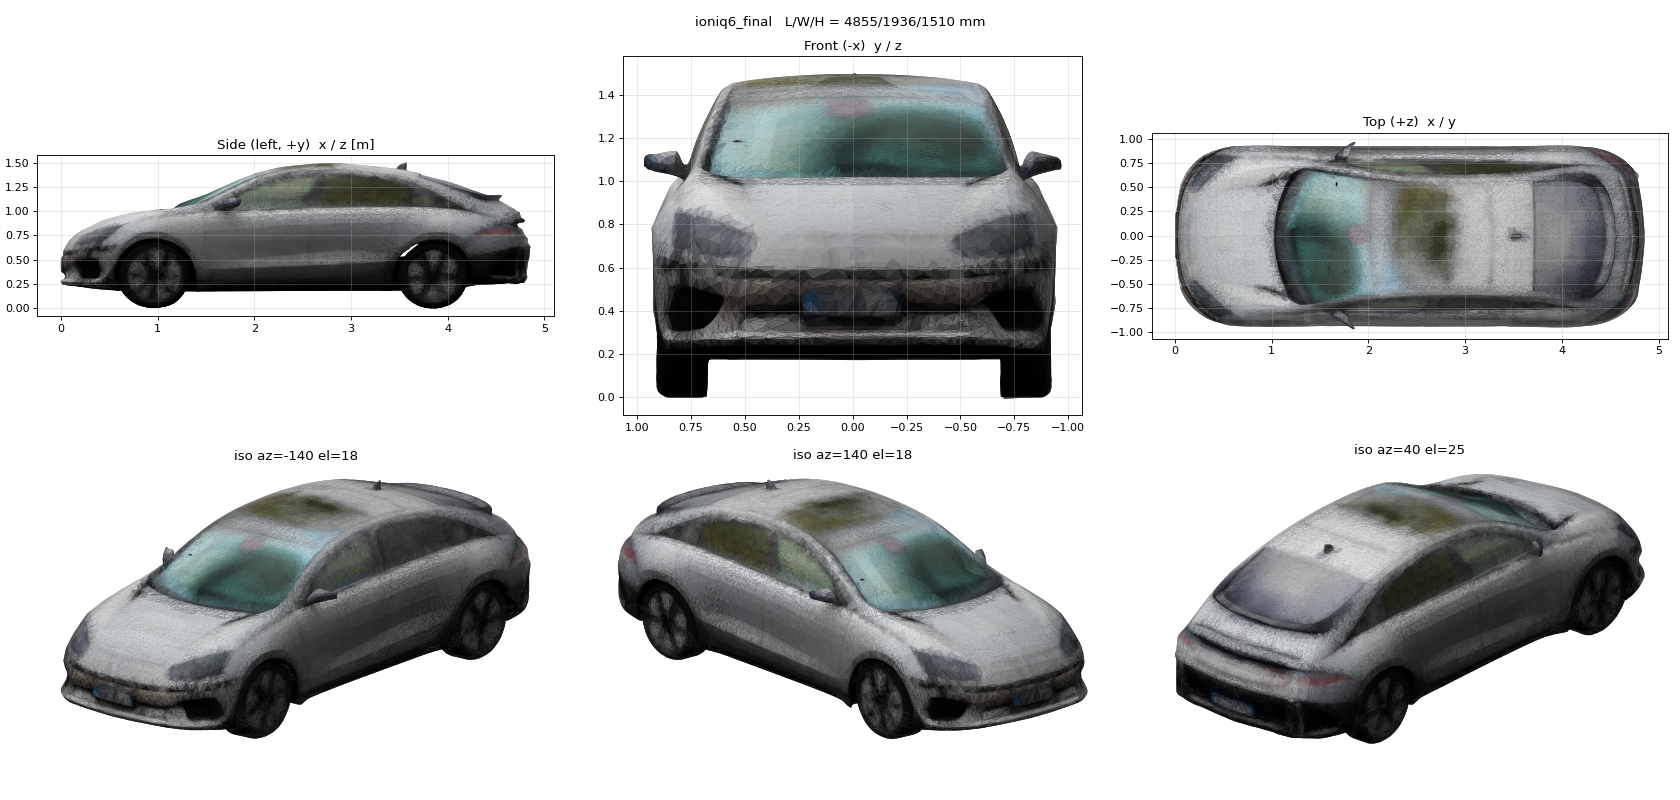 ioniq6_final   L/W/H = 4855/1936/1510 mm
Side (left, +y)  x / z [m]
1.50
1.25
1.00
0.75
0.50
0.25
0.00
0 1 2 3 4 5
Front (-x)  y / z
1.4
1.2
1.0
0.8
0.6
0.4
0.2
0.0
1.00 0.75 0.50 0.25 0.00 −0.25 −0.50 −0.75 −1.00
Top (+z)  x / y
1.00
0.75
0.50
0.25
0.00
−0.25
−0.50
−0.75
−1.00
0 1 2 3 4 5
iso az=-140 el=18
iso az=140 el=18
iso az=40 el=25